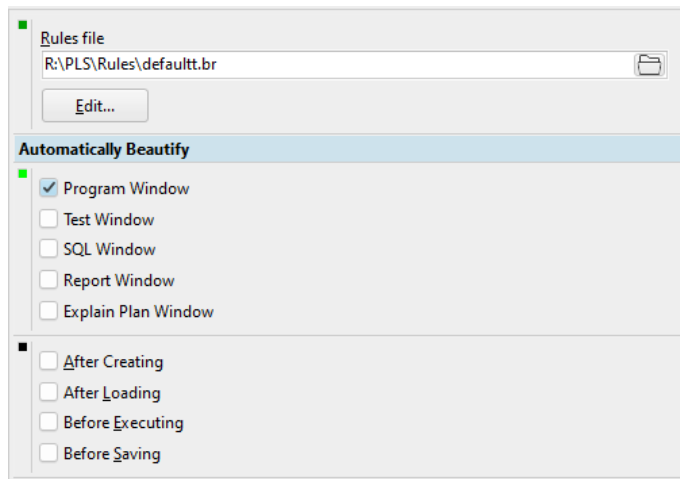 Rules file
R:\PLS\Rules\defaultt.br
Edit...
Automatically Beautify
Program Window
Test Window
SQL Window
Report Window
Explain Plan Window
After Creating
After Loading
Before Executing
Before Saving